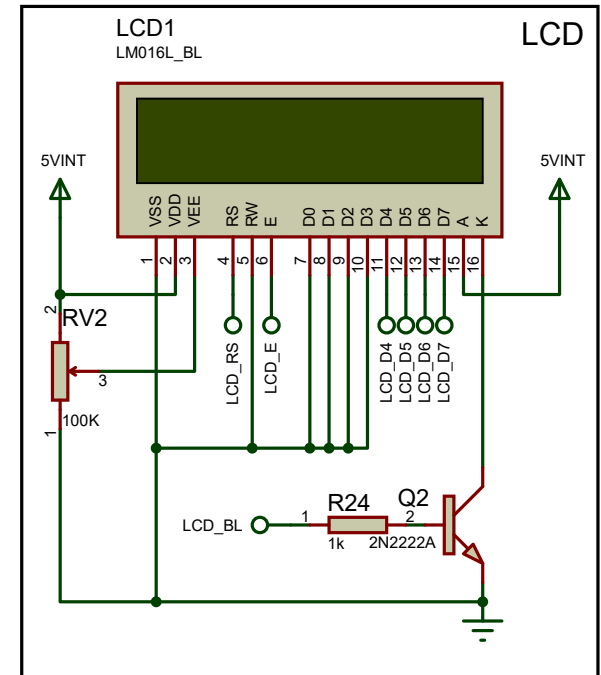 LCD1
LM016L_BL
LCD
5VINT
5VINT
VSS
VDD
VEE
RS
RW
E
D0
D1
D2
D3
D4
D5
D6
D7
A
K
1
2
3
4
5
6
7
8
9
10
11
12
13
14
15
16
2
RV2
3
1
100K
LCD_RS
LCD_E
LCD_D4
LCD_D5
LCD_D6
LCD_D7
LCD_BL
1
R24
2
1k
Q2
2N2222A